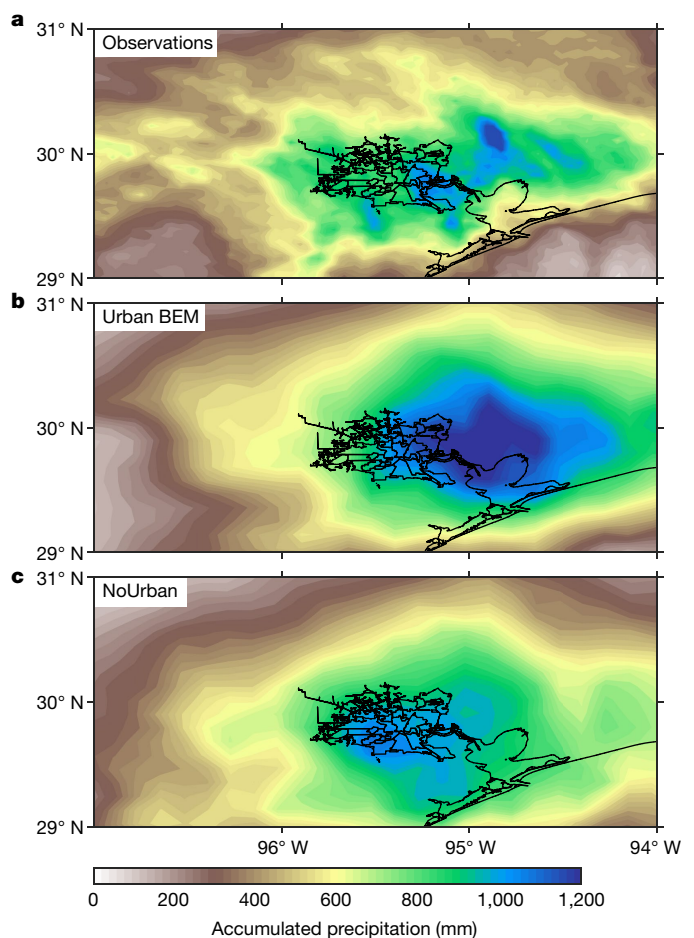 a
31° N
Observations
30° N
29° N
b
31° N
Urban BEM
30° N
29° N
c
31° N
NoUrban
30° N
29° N
96° W 95° W 94° W
0 200 400 600 800 1,000 1,200
Accumulated precipitation (mm)